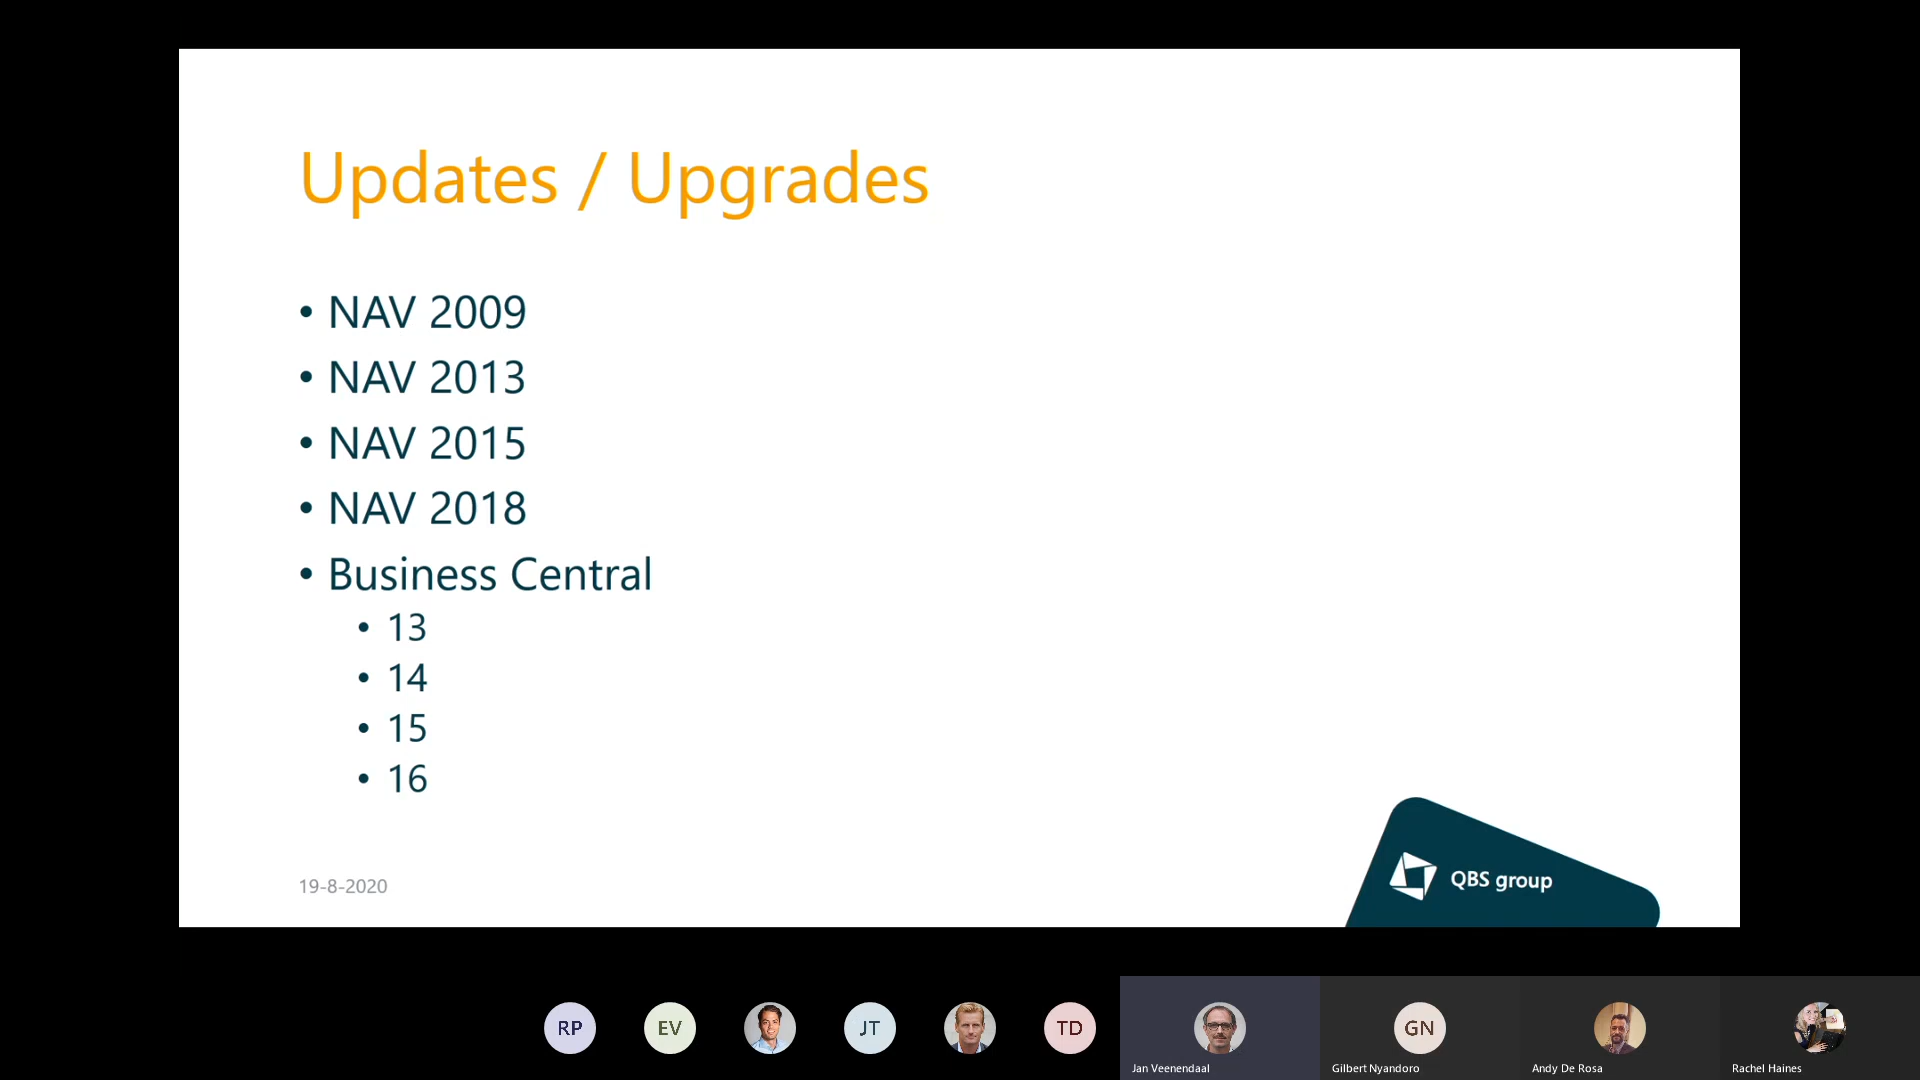 Updates / Upgrades
• NAV 2009
• NAV 2013
• NAV 2015
• NAV 2018
• Business Central
• 13
• 14
• 15
• 16
19-8-2020
QBS group
RP
EV
JT
TD
GN
Jan Veenendaal
Gilbert Nyandoro
Andy De Rosa
Rachel Haines